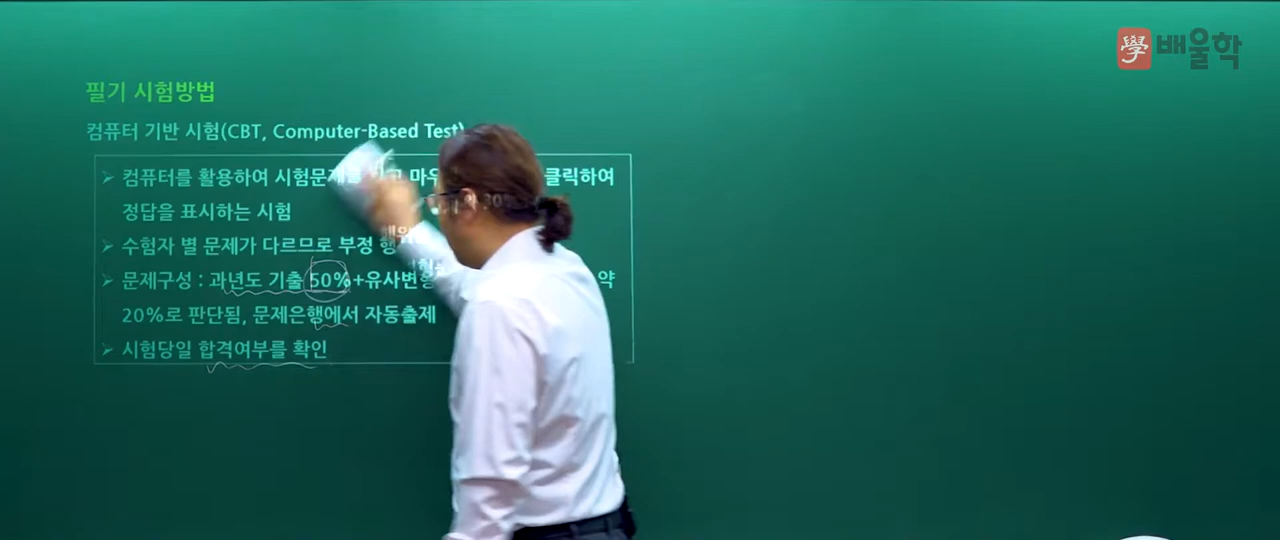 學 배울학
필기 시험방법
컴퓨터 기반 시험(CBT, Computer-Based Test)
➢ 컴퓨터를 활용하여 시험문제를 클릭하여
정답을 표시하는 시험
➢ 수험자 별 문제가 다르므로 부정 행위
➢ 문제구성 : 과년도 기출 50%+유사변형 약
20%로 판단됨, 문제은행에서 자동출제
➢ 시험당일 합격여부를 확인